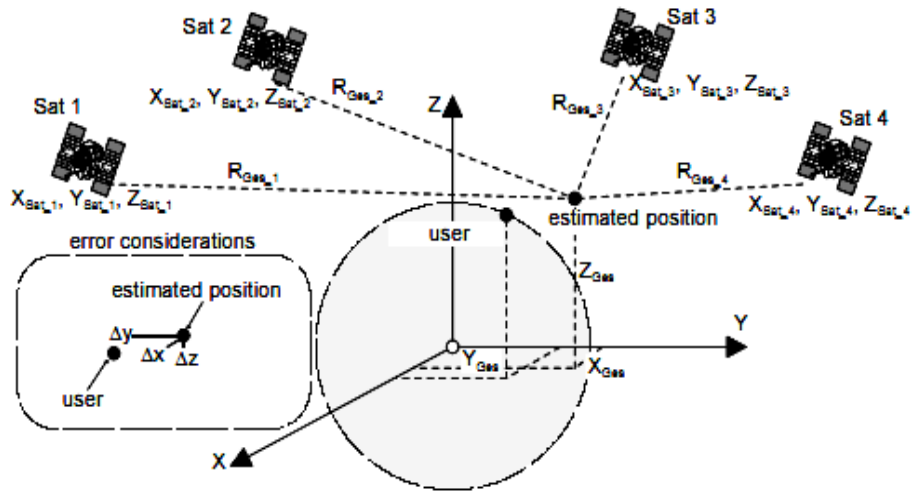 Sat 2
Sat 3
X_Sat_2, Y_Sat_2, Z_Sat_2
R_Ges_2
Z
R_Ges_3
X_Sat_3, Y_Sat_3, Z_Sat_3
Sat 1
Sat 4
R_Ges_1
R_Ges_4
X_Sat_1, Y_Sat_1, Z_Sat_1
X_Sat_4, Y_Sat_4, Z_Sat_4
user
estimated position
error considerations
Z_Ges
estimated position
Δy
Δx
Δz
user
Y
Y_Ges
X_Ges
X